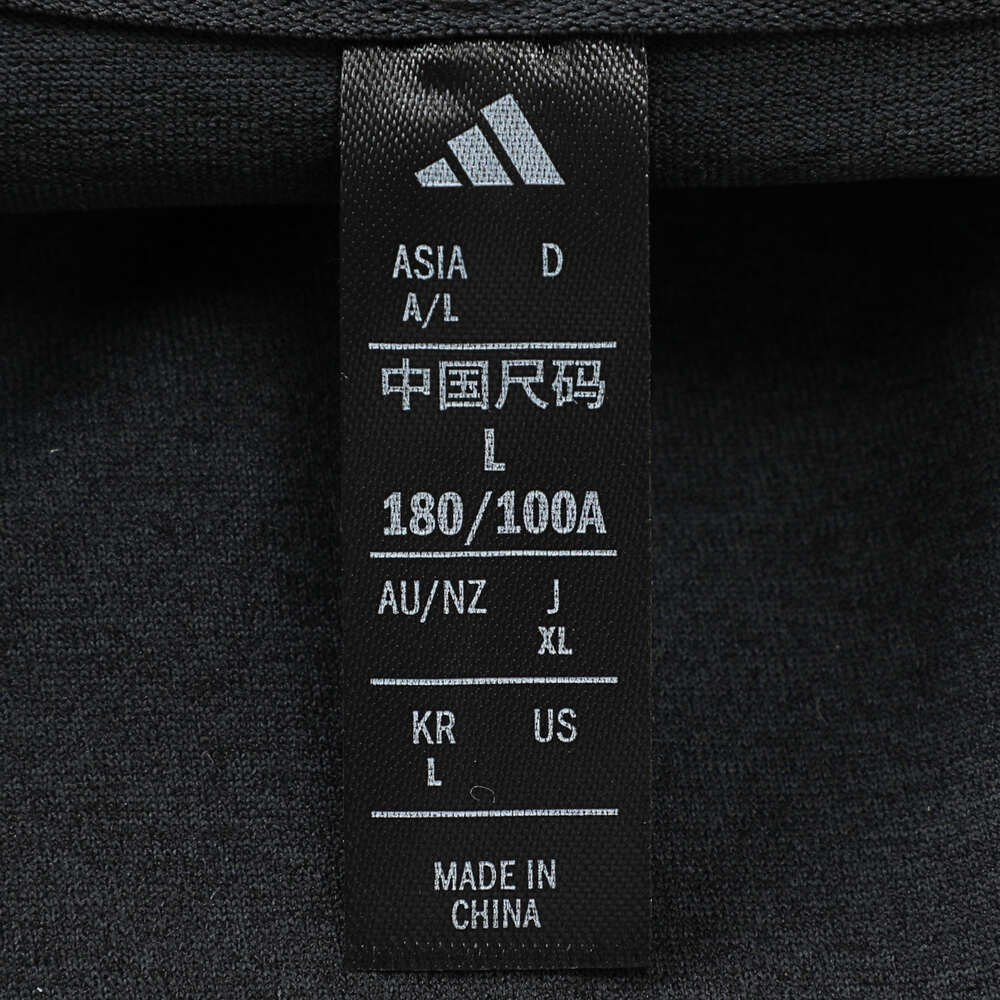 ASIA D
A/L
中国尺码
L
180/100A
AU/NZ J
XL
KR US
L
MADE IN
CHINA